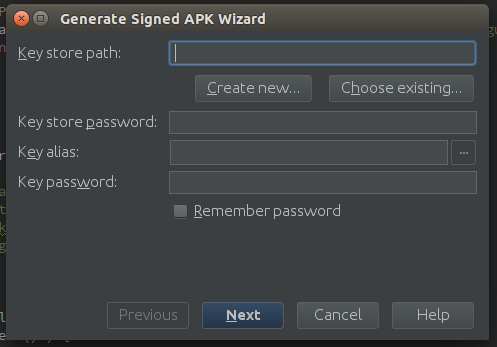 Generate Signed APK Wizard
Key store path:
Create new... Choose existing...
Key store password:
Key alias:
...
Key password:
Remember password
Previous Next Cancel Help